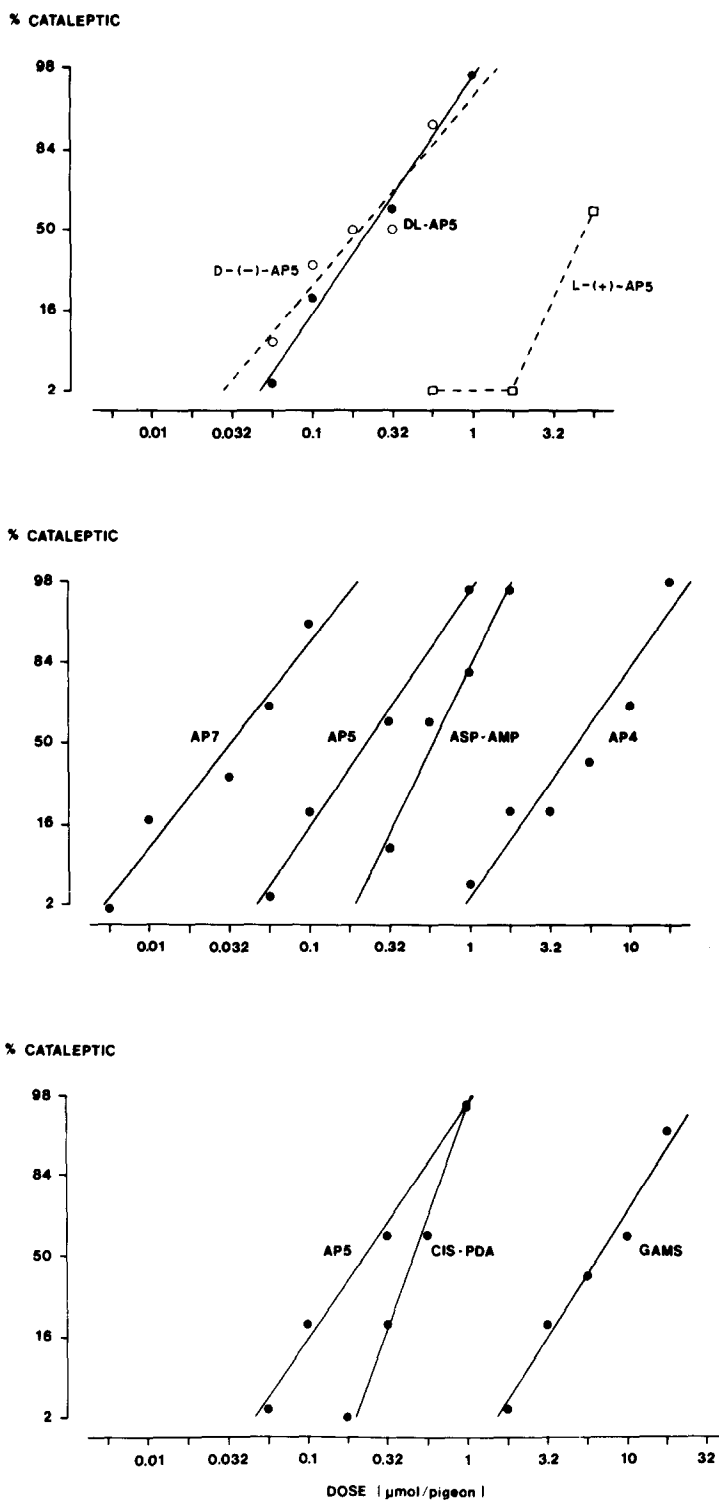 % CATALEPTIC
98
84
50
16
2
DL-AP5
D-(-)-AP5
L-(+)-AP5
0.01 0.032 0.1 0.32 1 3.2
% CATALEPTIC
98
84
50
16
2
AP7 AP5 ASP-AMP AP4
0.01 0.032 0.1 0.32 1 3.2 10
% CATALEPTIC
98
84
50
16
2
AP5 CIS-PDA GAMS
0.01 0.032 0.1 0.32 1 3.2 10 32
DOSE [µmol/pigeon]